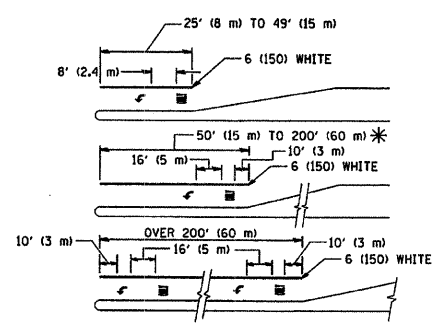 25' (8 m) TO 49' (15 m)
8' (2.4 m)
6 (150) WHITE
50' (15 m) TO 200' (60 m) *
16' (5 m)
10' (3 m)
6 (150) WHITE
OVER 200' (60 m)
10' (3 m)
16' (5 m)
10' (3 m)
6 (150) WHITE